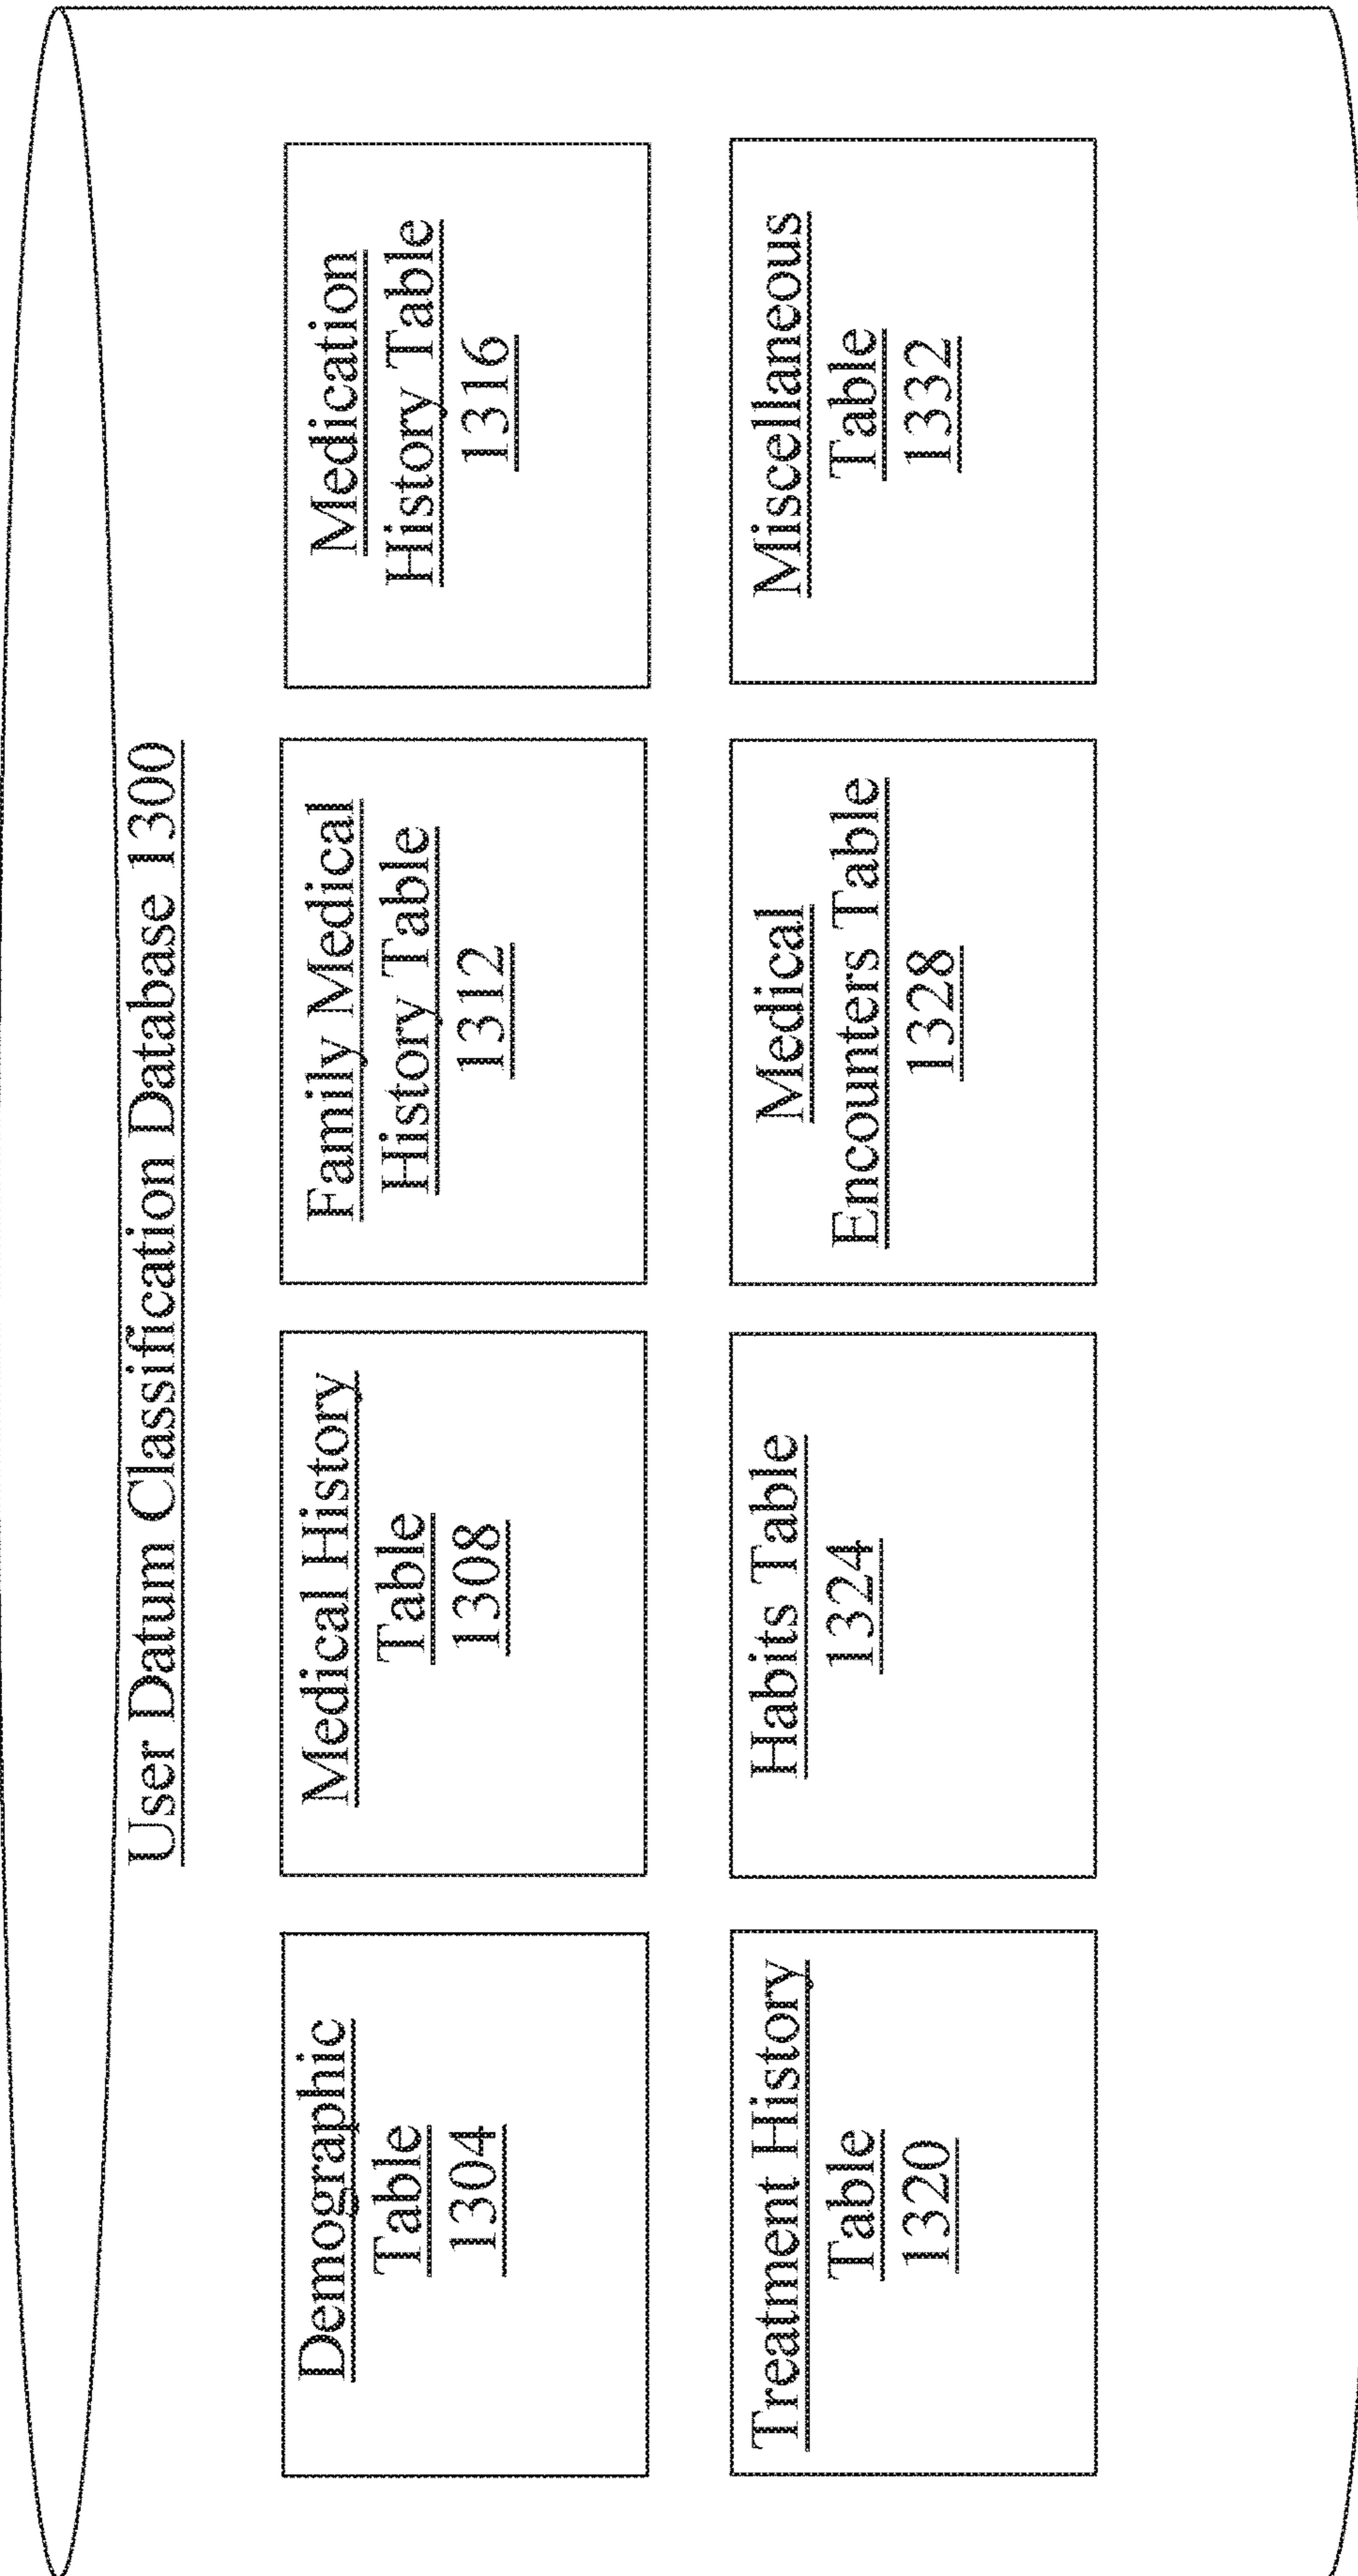 User Datum Classification Database 1300
Demographic
Table
1304
Medical History
Table
1308
Family Medical
History Table
1312
Medication
History Table
1316
Treatment History
Table
1320
Habits Table
1324
Medical
Encounters Table
1328
Miscellaneous
Table
1332